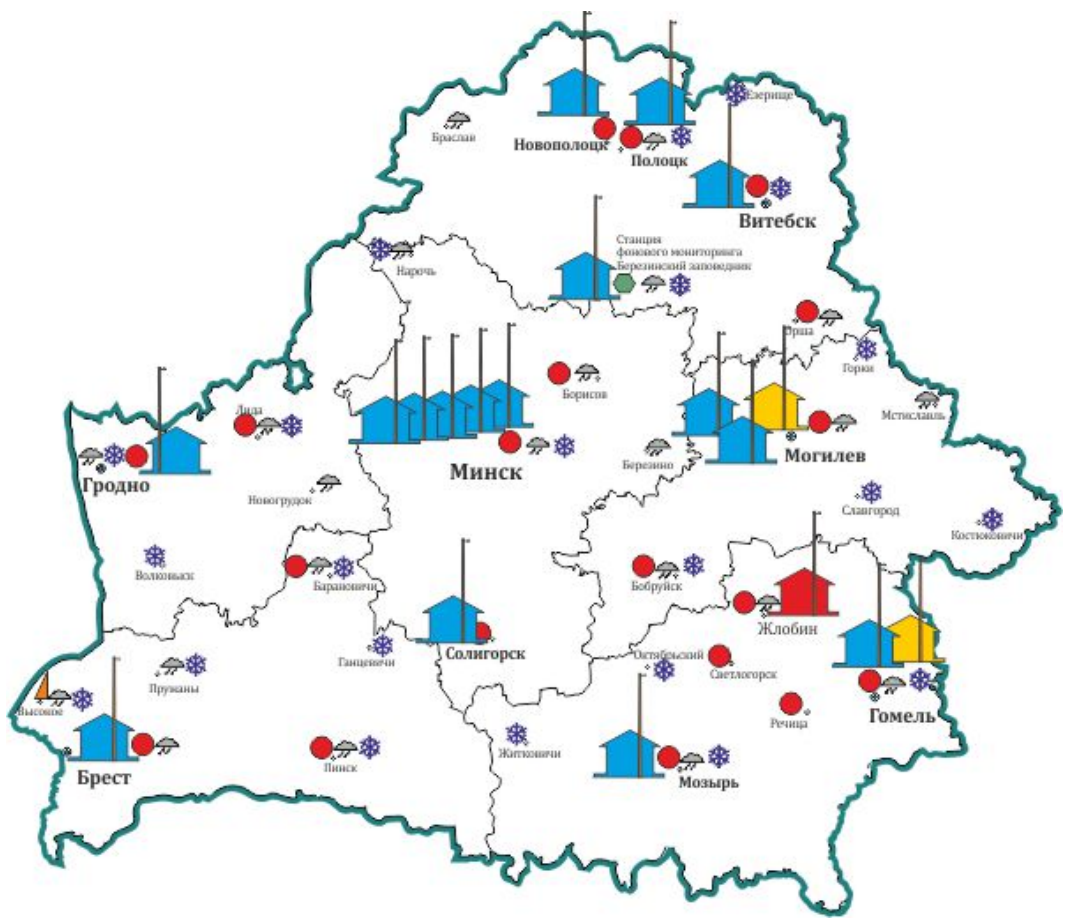 Езерище
Браслав
Новополоцк
Полоцк
Витебск
Станция
фонового мониторинга
Березинский заповедник
Нарочь
Орша
Горки
Борисов
Мстиславль
Лида
Березино
Могилев
Минск
Гродно
Новогрудок
Славгород
Костюковичи
Волковыск
Барановичи
Бобруйск
Жлобин
Солигорск
Октябрьский
Ганцевичи
Светлогорск
Пружаны
Высокое
Речица
Гомель
Житковичи
Брест
Пинск
Мозырь